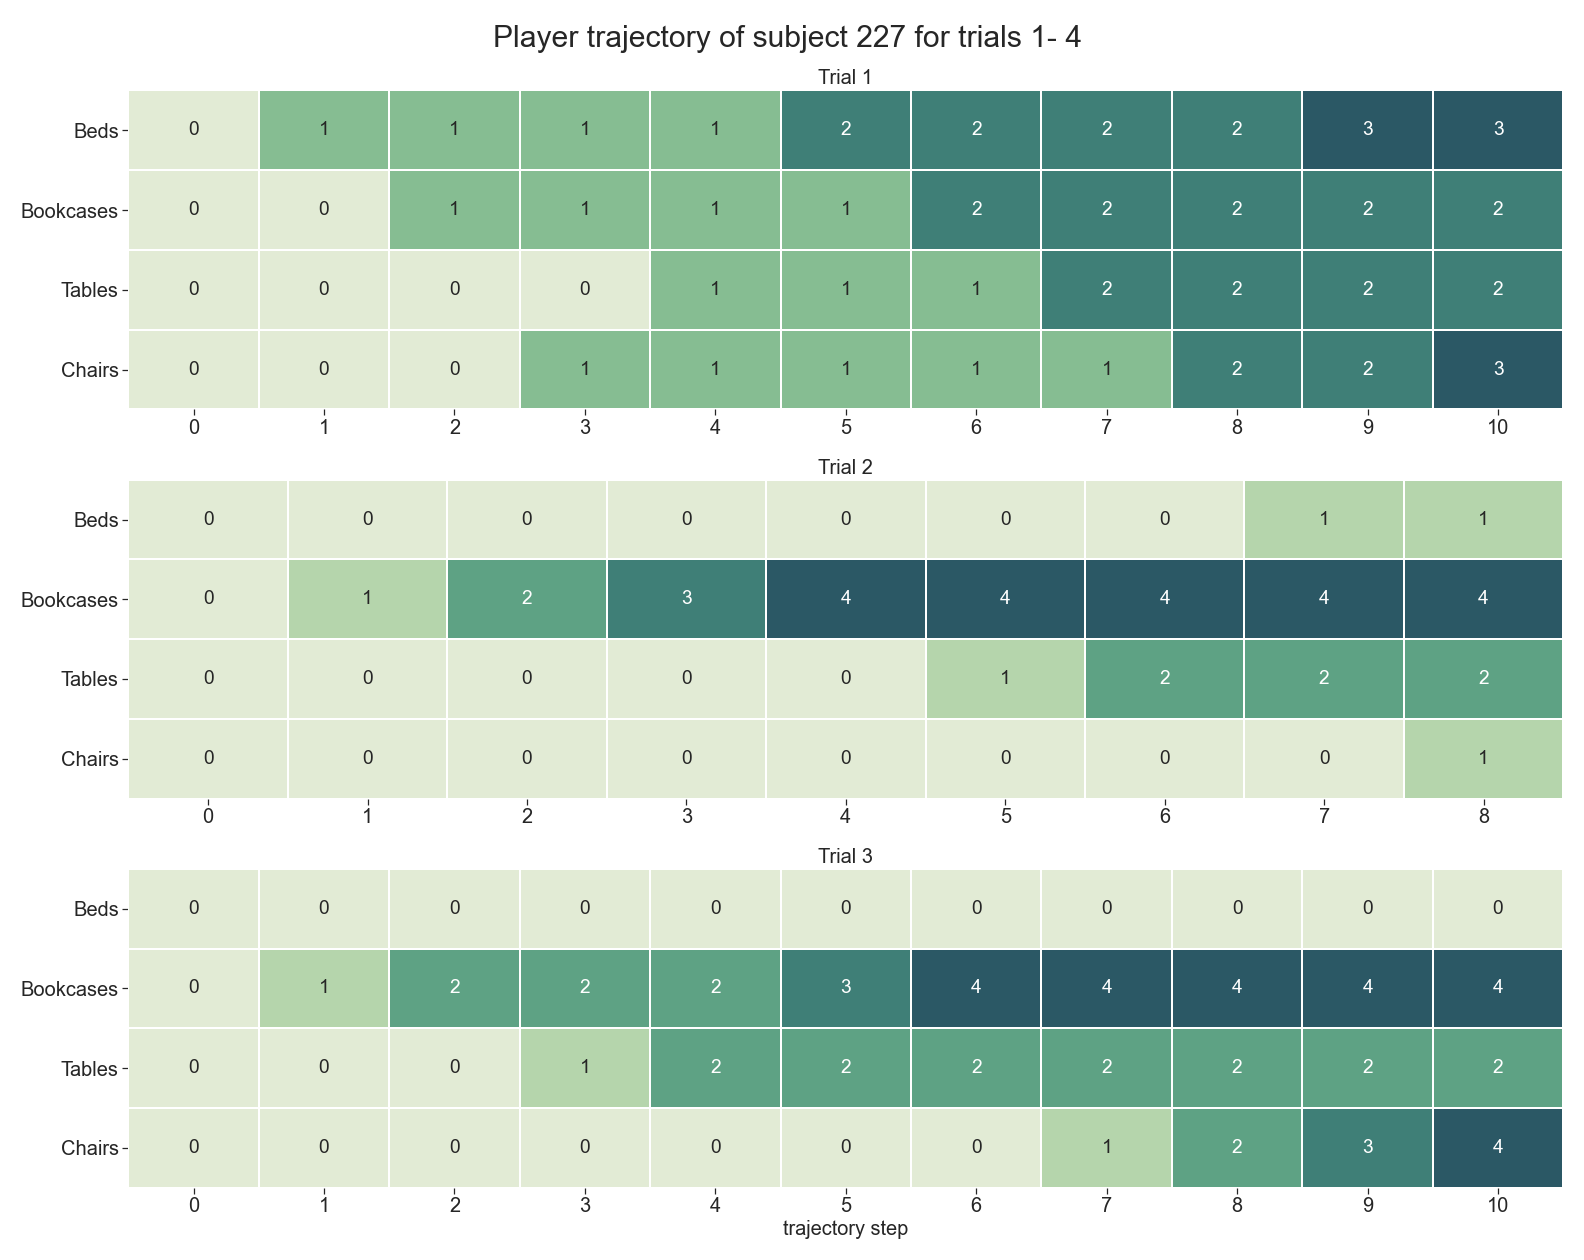 Player trajectory of subject 227 for trials 1- 4
Trial 1
Beds 0 1 1 1 1 2 2 2 2 3 3
Bookcases 0 0 1 1 1 1 2 2 2 2 2
Tables 0 0 0 0 1 1 1 2 2 2 2
Chairs 0 0 0 1 1 1 1 1 2 2 3
0 1 2 3 4 5 6 7 8 9 10
Trial 2
Beds 0 0 0 0 0 0 0 1 1
Bookcases 0 1 2 3 4 4 4 4 4
Tables 0 0 0 0 0 1 2 2 2
Chairs 0 0 0 0 0 0 0 0 1
0 1 2 3 4 5 6 7 8
Trial 3
Beds 0 0 0 0 0 0 0 0 0 0 0
Bookcases 0 1 2 2 2 3 4 4 4 4 4
Tables 0 0 0 1 2 2 2 2 2 2 2
Chairs 0 0 0 0 0 0 0 1 2 3 4
0 1 2 3 4 5 6 7 8 9 10
trajectory step